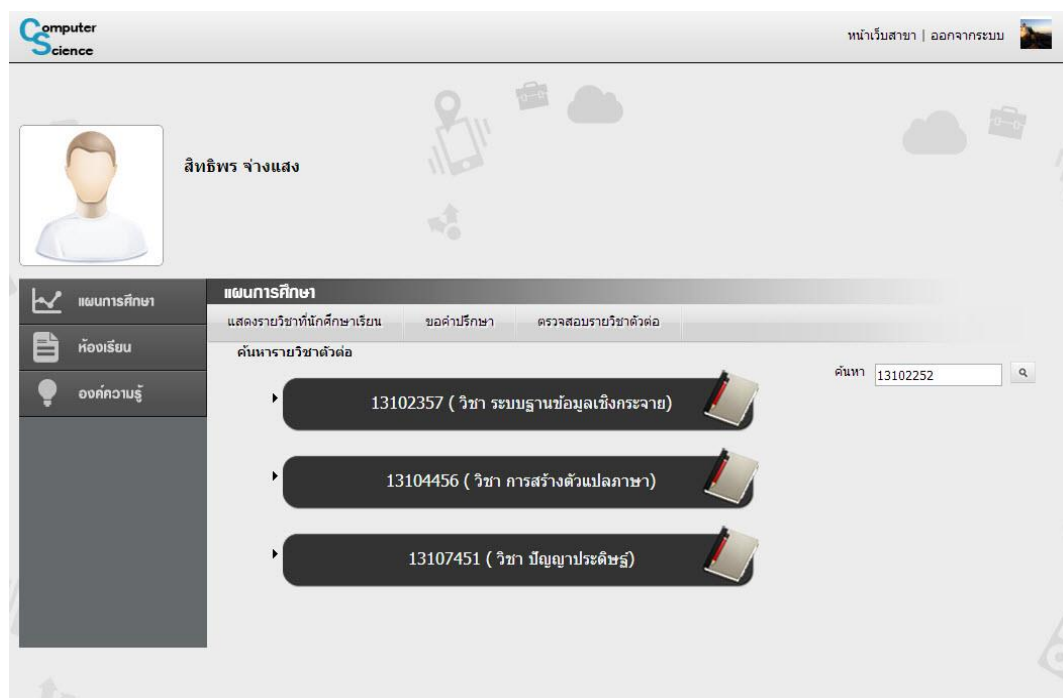 Computer
Science
หน้าเว็บสาขา | ออกจากระบบ
สิทธิพร จ่างแสง
แผนการศึกษา
ห้องเรียน
องค์ความรู้
แผนการศึกษา
แสดงรายวิชาที่นักศึกษาเรียน ขอคำปรึกษา ตรวจสอบรายวิชาตัวต่อ
ค้นหารายวิชาตัวต่อ
ค้นหา 13102252
13102357 ( วิชา ระบบฐานข้อมูลเชิงกระจาย)
13104456 ( วิชา การสร้างตัวแปลภาษา)
13107451 ( วิชา ปัญญาประดิษฐ์)